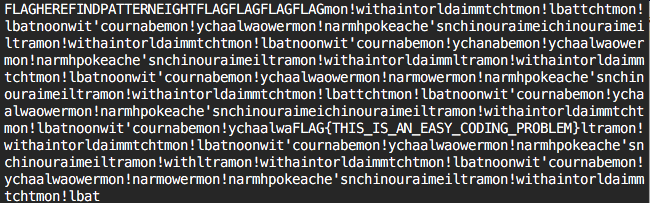 FLAGHEREFINDPATTERNEIGHTFLAGFLAGFLAGFLAGmon!withaintorldaimmtchtmon!lbattchtmon!
lbatnoonwit'cournabemon!ychaalwaowermon!narmhpokeache'snchinouraimeichinouraimei
ltramon!withaintorldaimmtchtmon!lbatnoonwit'cournabemon!ychanabemon!ychaalwaower
mon!narmhpokeache'snchinouraimeiltramon!withaintorldaimmltramon!withaintorldaimm
tchtmon!lbatnoonwit'cournabemon!ychaalwaowermon!narmowermon!narmhpokeache'snchin
ouraimeiltramon!withaintorldaimmtchtmon!lbattchtmon!lbatnoonwit'cournabemon!ycha
alwaowermon!narmhpokeache'snchinouraimeichinouraimeiltramon!withaintorldaimmtcht
mon!lbatnoonwit'cournabemon!ychaalwaFLAG{THIS_IS_AN_EASY_CODING_PROBLEM}ltramon!
withaintorldaimmtchtmon!lbatnoonwit'cournabemon!ychaalwaowermon!narmhpokeache'sn
chinouraimeiltramon!withltramon!withaintorldaimmtchtmon!lbatnoonwit'cournabemon!
ychaalwaowermon!narmowermon!narmhpokeache'snchinouraimeiltramon!withaintorldaimm
tchtmon!lbat